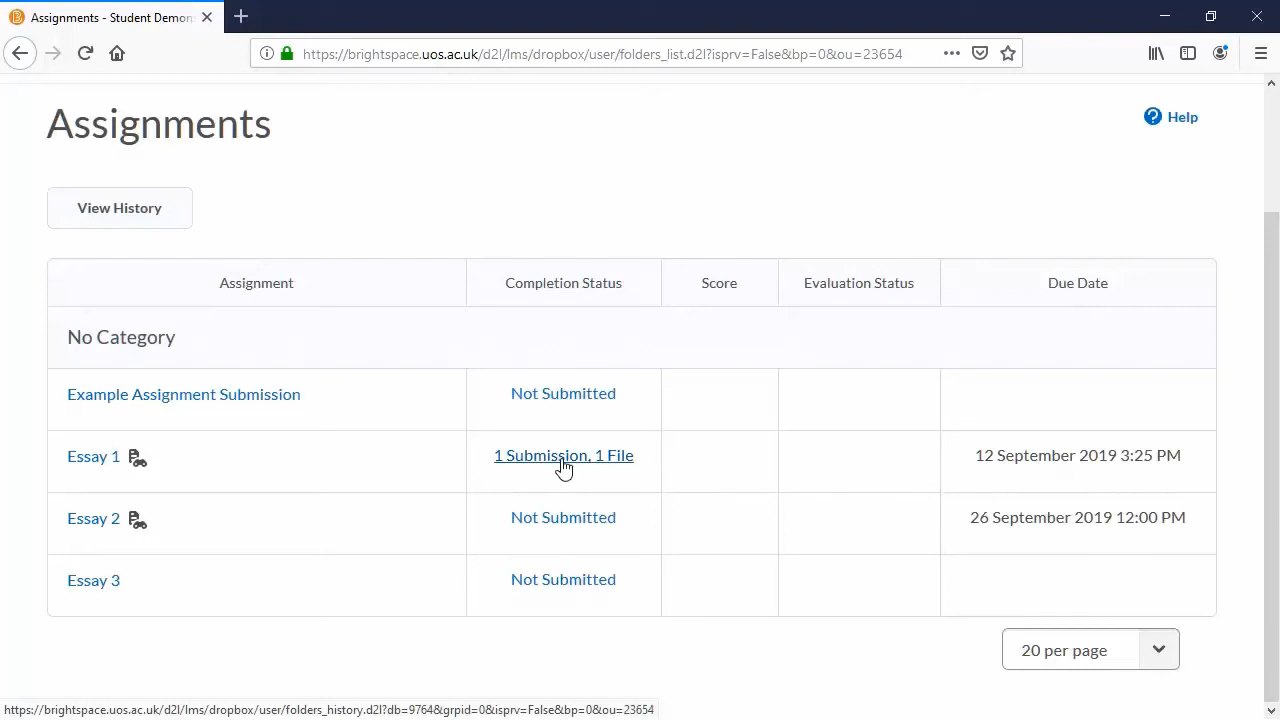 Assignments - Student Demon
https://brightspace.uos.ac.uk/d2l/lms/dropbox/user/folders_list.d2l?isprv=False&bp=0&ou=23654
Assignments
Help
View History
Assignment Completion Status Score Evaluation Status Due Date
No Category
Example Assignment Submission Not Submitted
Essay 1 1 Submission, 1 File 12 September 2019 3:25 PM
Essay 2 Not Submitted 26 September 2019 12:00 PM
Essay 3 Not Submitted
20 per page
https://brightspace.uos.ac.uk/d2l/lms/dropbox/user/folders_history.d2l?db=9764&grpid=0&isprv=False&bp=0&ou=23654